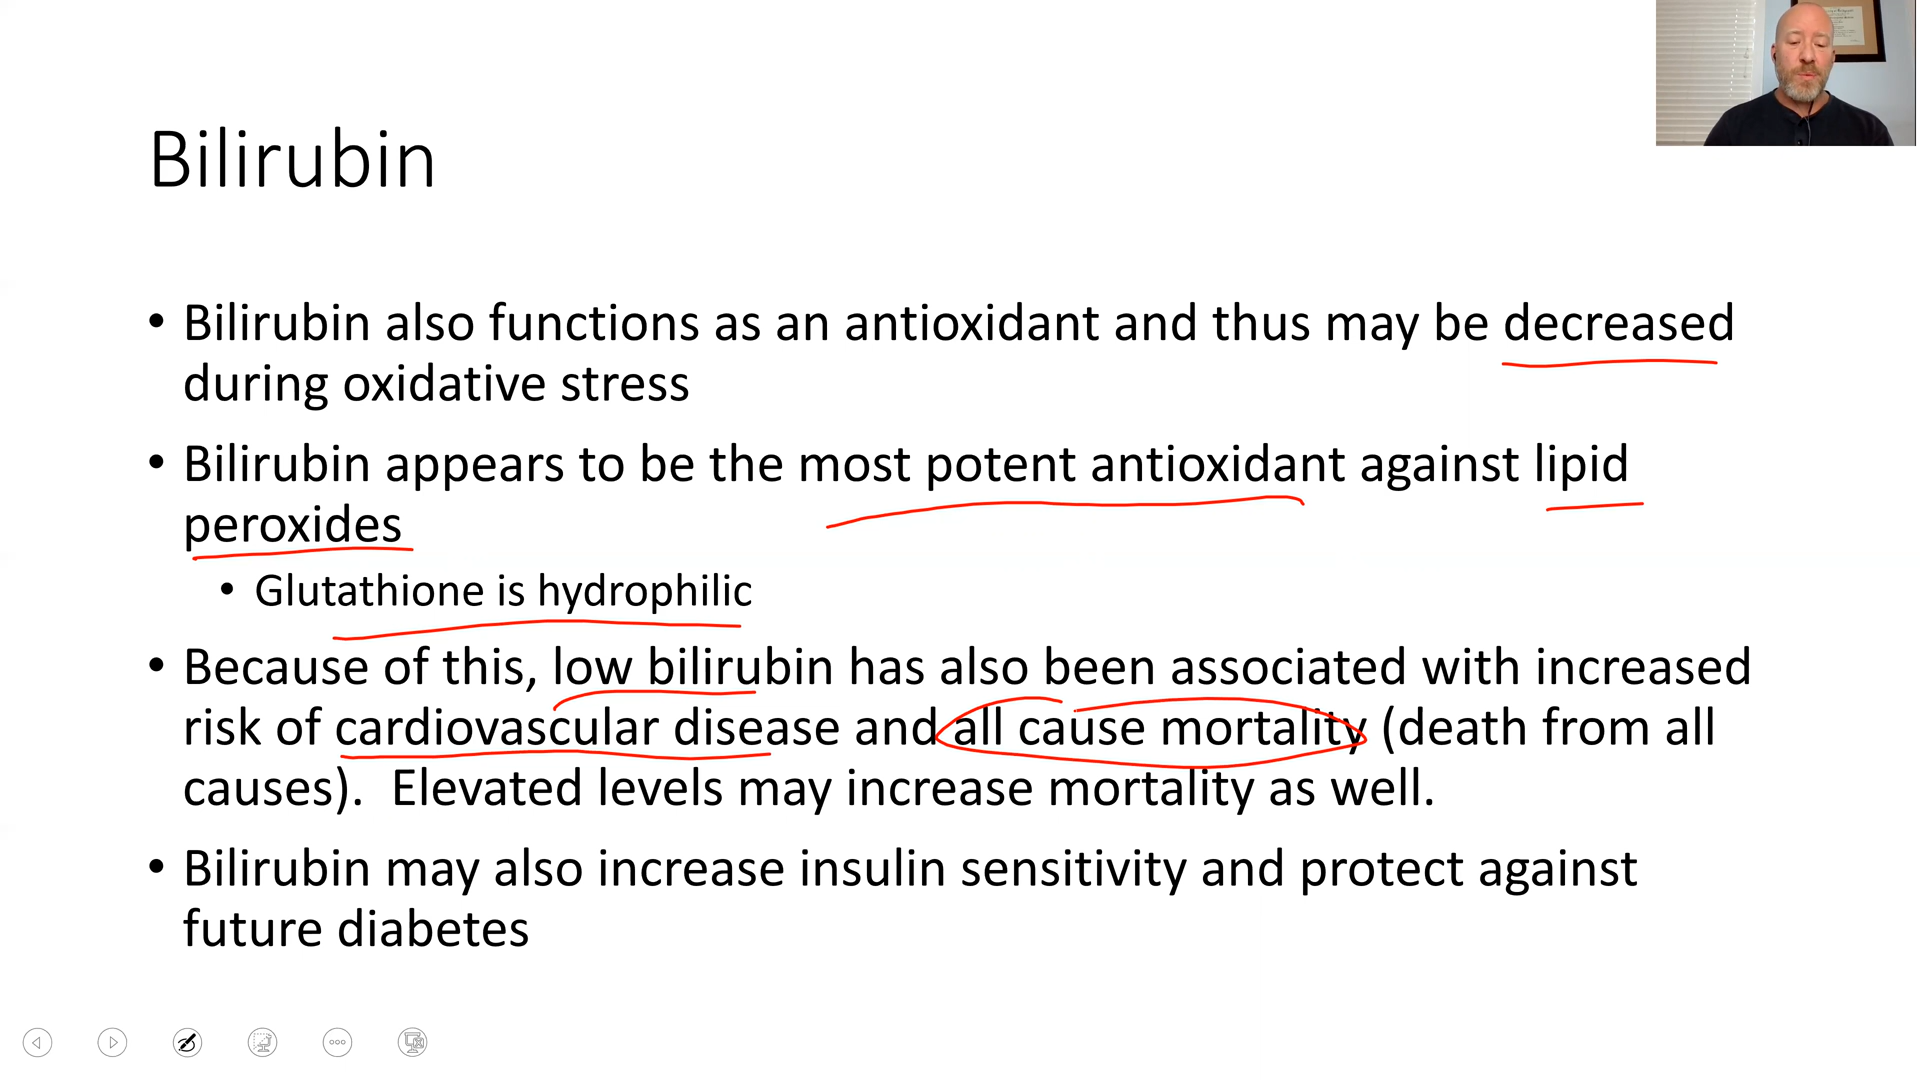 Bilirubin
• Bilirubin also functions as an antioxidant and thus may be decreased
during oxidative stress
• Bilirubin appears to be the most potent antioxidant against lipid
peroxides
• Glutathione is hydrophilic
• Because of this, low bilirubin has also been associated with increased
risk of cardiovascular disease and all cause mortality (death from all
causes).  Elevated levels may increase mortality as well.
• Bilirubin may also increase insulin sensitivity and protect against
future diabetes